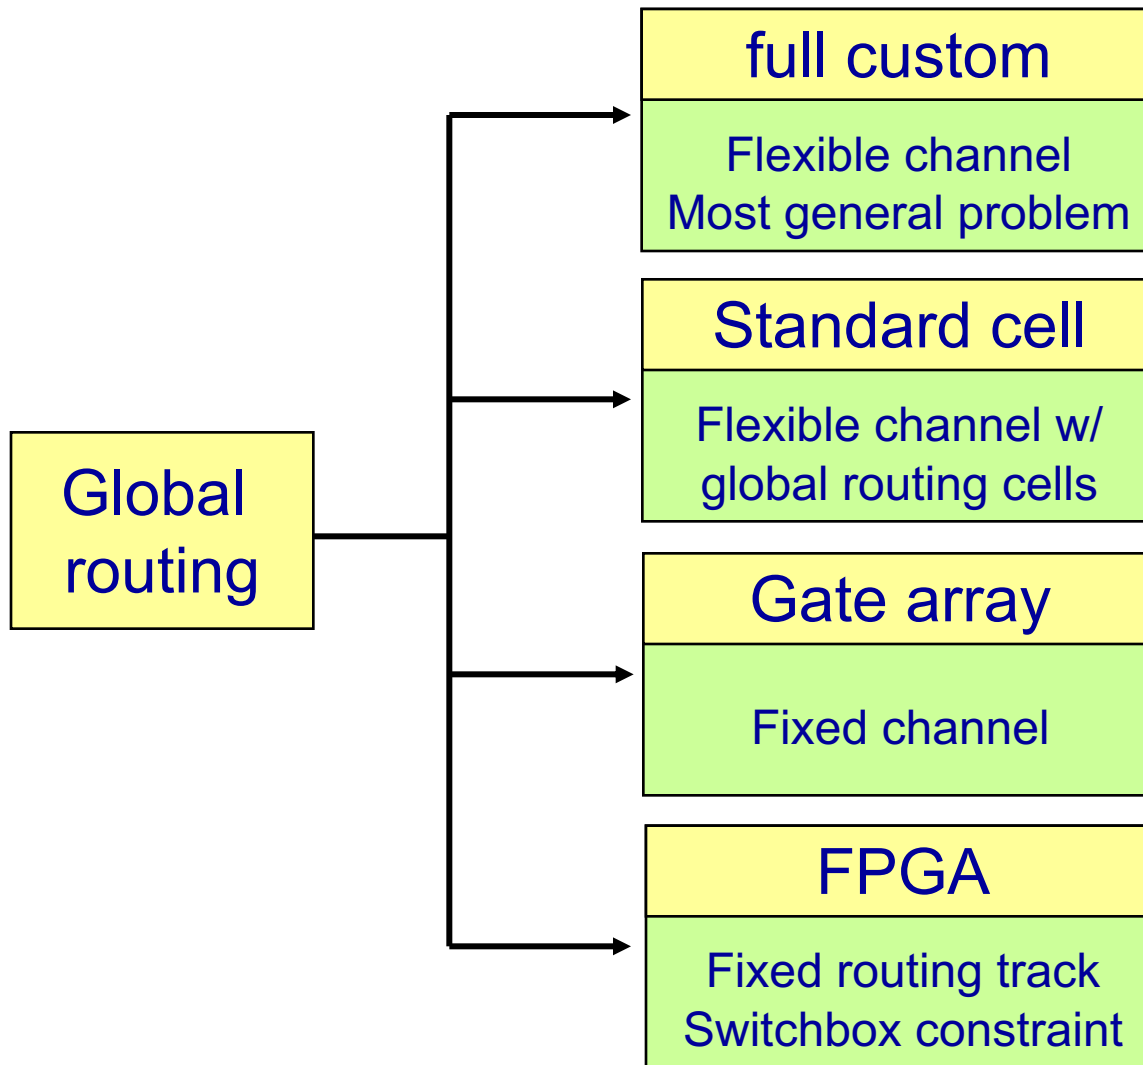 full custom
Flexible channel
Most general problem
Standard cell
Flexible channel w/
global routing cells
Global
routing
Gate array
Fixed channel
FPGA
Fixed routing track
Switchbox constraint